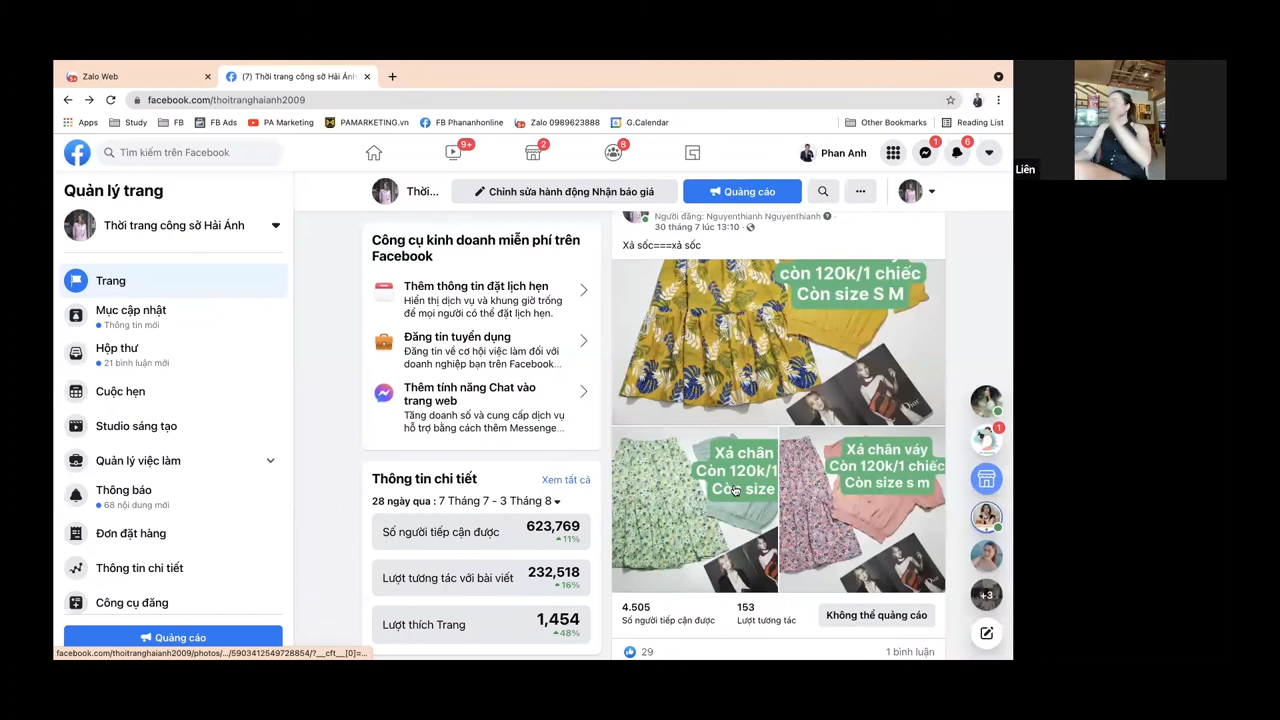 Zalo Web
(7) Thời trang công sở Hải Ánh
facebook.com/thoitranghaianh2009
Apps
Study
FB
FB Ads
PA Marketing
PAMARKETING.vn
FB Phananhonline
Zalo 0989623888
G.Calendar
Other Bookmarks
Reading List
Tìm kiếm trên Facebook
9+
2
8
Phan Anh
1
6
Liên
Quản lý trang
Thời trang công sở Hải Ánh
Trang
Mục cập nhật
Thông tin mới
Hộp thư
21 bình luận mới
Cuộc hẹn
Studio sáng tạo
Quản lý việc làm
Thông báo
68 nội dung mới
Đơn đặt hàng
Thông tin chi tiết
Công cụ đăng
Quảng cáo
facebook.com/thoitranghaianh2009/photos/.../5903412549728854/?__cft__[0]=...
Thời...
Chỉnh sửa hành động Nhận báo giá
Quảng cáo
Công cụ kinh doanh miễn phí trên
Facebook
Thêm thông tin đặt lịch hẹn
Hiển thị dịch vụ và khung giờ trống
để mọi người có thể đặt lịch hẹn.
Đăng tin tuyển dụng
Đăng tin về cơ hội việc làm đối với
doanh nghiệp bạn trên Facebook...
Thêm tính năng Chat vào
trang web
Tăng doanh số và cung cấp dịch vụ
hỗ trợ bằng cách thêm Messenge...
Thông tin chi tiết
Xem tất cả
28 ngày qua : 7 Tháng 7 - 3 Tháng 8
Số người tiếp cận được
623,769
11%
Lượt tương tác với bài viết
232,518
16%
Lượt thích Trang
1,454
48%
Người đăng: Nguyenthianh Nguyenthianh
30 tháng 7 lúc 13:10
Xả sốc===xả sốc
còn 120k/1 chiếc
Còn size S M
Dior
Xả chân
Còn 120k/1
Còn size
Xả chân váy
Còn 120k/1 chiếc
Còn size s m
4.505
Số người tiếp cận được
153
Lượt tương tác
Không thể quảng cáo
29
1 bình luận
1
+3